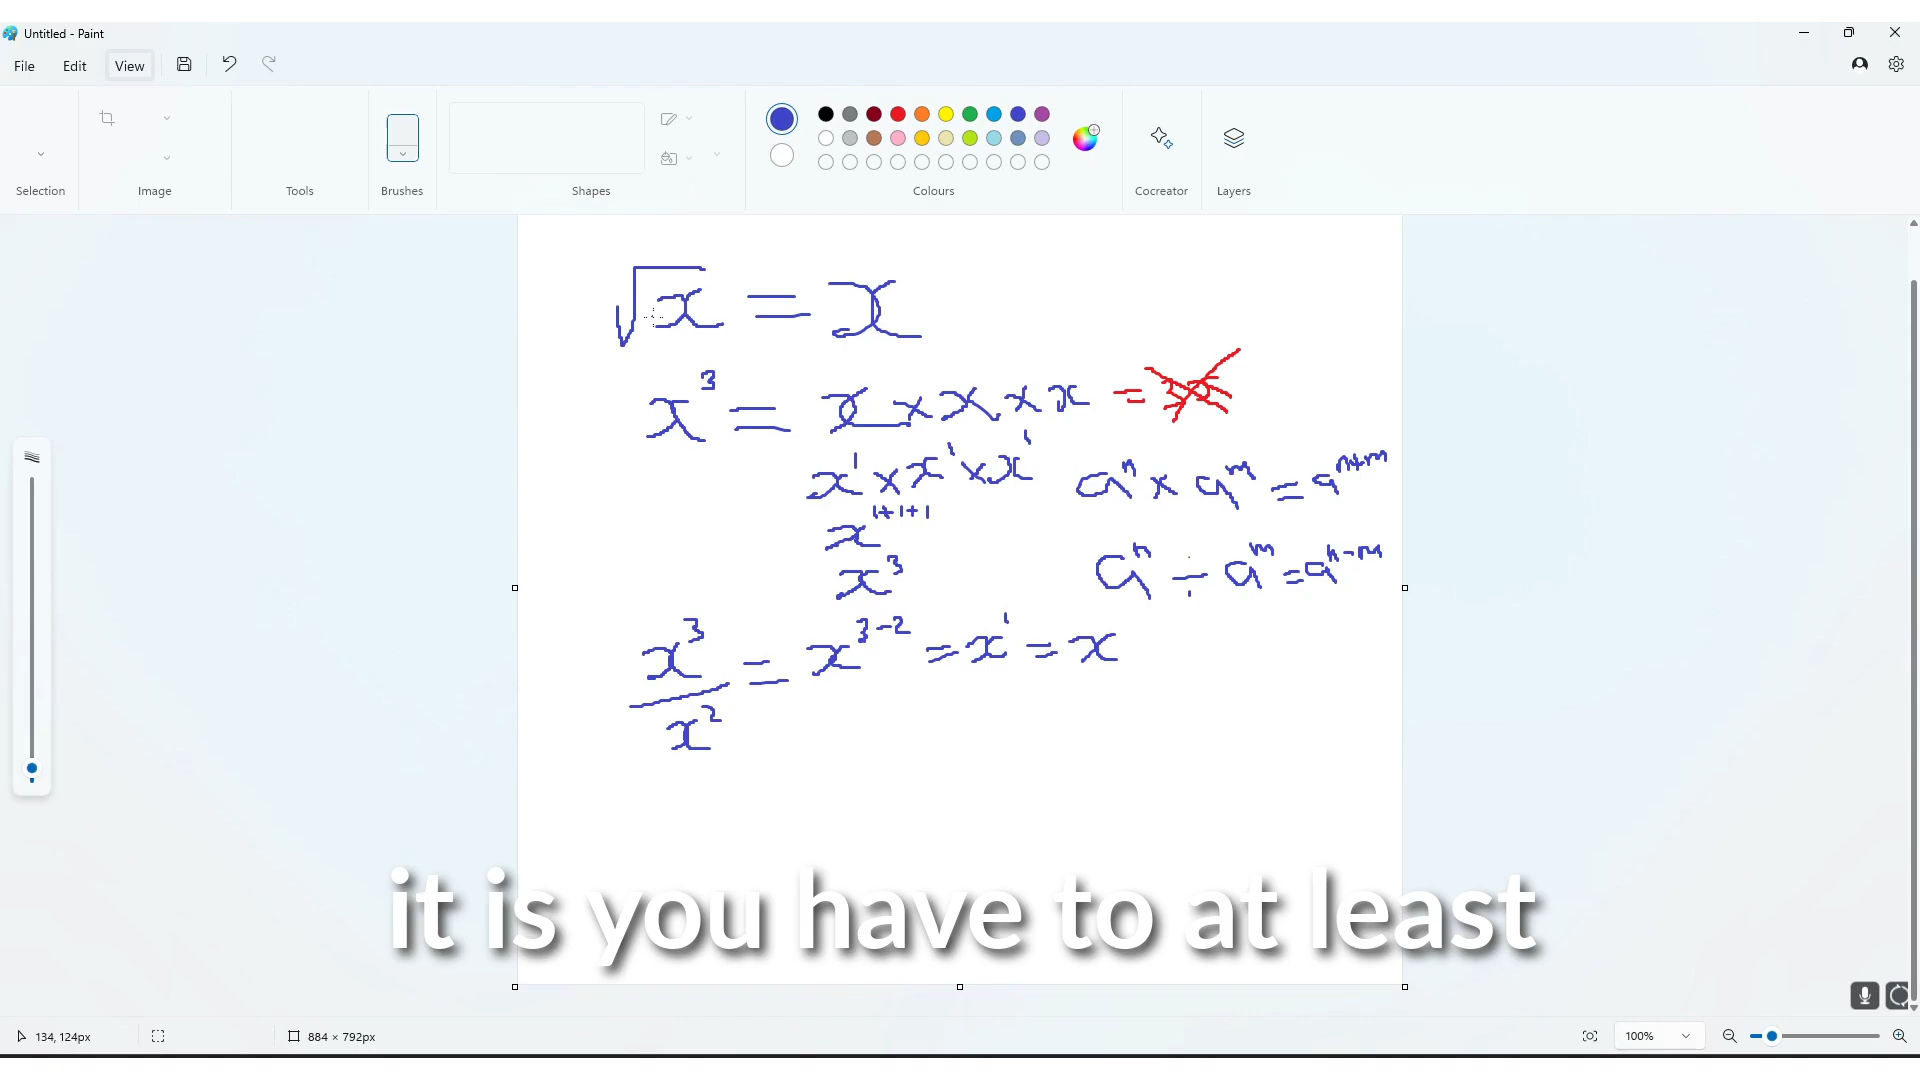 Untitled - Paint
File Edit View
Selection Image Tools Brushes Shapes Colours Cocreator Layers
√x = x
x³ = x × x × x = x
x¹ × x¹ × x¹ aⁿ × aᵐ = aⁿ⁺ᵐ
x¹⁺¹⁺¹
x³ aⁿ ÷ aᵐ = aⁿ⁻ᵐ
x³/x² = x³⁻² = x¹ = x
it is you have to at least
134, 124px 884 × 792px 100%